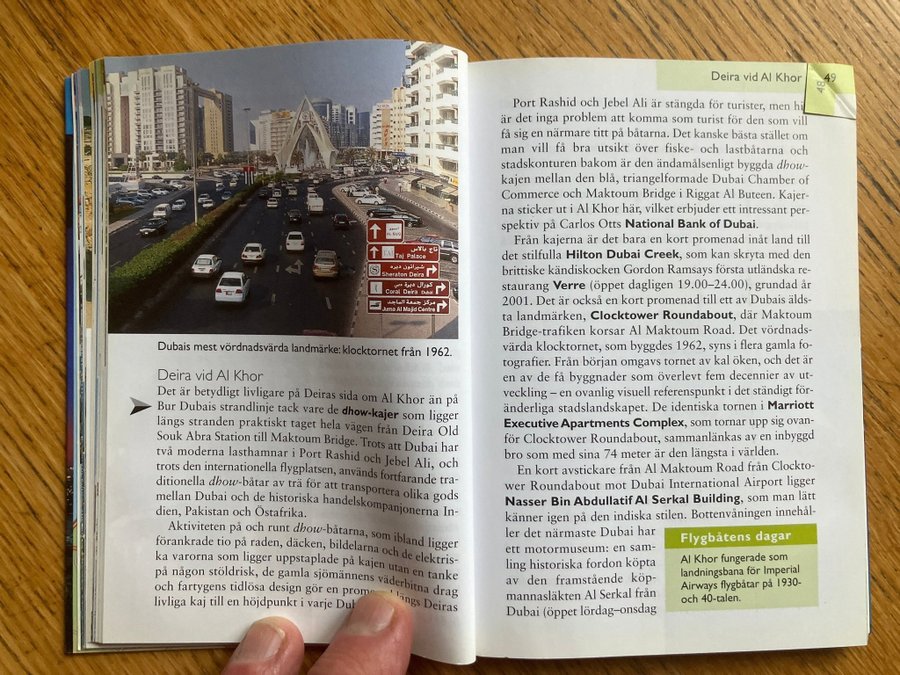 تاج بالاس
Taj Palace
شيراتون ديرة
Sheraton Deira
كورال ديرة دبي
Coral Deira Dubai
مركز جمعة الماجد
Juma Al Majid Centre
Dubais mest vördnadsvärda landmärke: klocktornet från 1962.
Deira vid Al Khor
Det är betydligt livligare på Deiras sida om Al Khor än på
Bur Dubais strandlinje tack vare de dhow-kajer som ligger
längs stranden praktiskt taget hela vägen från Deira Old
Souk Abra Station till Maktoum Bridge. Trots att Dubai har
två moderna lasthamnar i Port Rashid och Jebel Ali, och
trots den internationella flygplatsen, används fortfarande tra-
ditionella dhow-båtar av trä för att transportera olika gods
mellan Dubai och de historiska handelskompanjonerna In-
dien, Pakistan och Östafrika.
Aktiviteten på och runt dhow-båtarna, som ibland ligger
förankrade tio på raden, däcken, bildelarna och de elektris-
ka varorna som ligger uppstaplade på kajen utan en tanke
på någon stöldrisk, de gamla sjömännens väderbitna drag
och fartygens tidlösa design gör en promenad längs Deiras
livliga kaj till en höjdpunkt i varje
Deira vid Al Khor 49
48
Port Rashid och Jebel Ali är stängda för turister, men
är det inga problem att komma som turist för den som vill
få sig en närmare titt på båtarna. Det kanske bästa stället om
man vill få bra utsikt över fiske- och lastbåtarna och
stadskonturen bakom är den ändamålsenligt byggda dhow-
kajen mellan den blå, triangelformade Dubai Chamber of
Commerce och Maktoum Bridge i Riggat Al Buteen. Kajer-
na sticker ut i Al Khor här, vilket erbjuder ett intressant per-
spektiv på Carlos Otts National Bank of Dubai.
Från kajerna är det bara en kort promenad inåt land till
det stilfulla Hilton Dubai Creek, som kan skryta med den
brittiske kändiskocken Gordon Ramsays första utländska re-
staurang Verre (öppet dagligen 19.00–24.00), grundad år
2001. Det är också en kort promenad till ett av Dubais älds-
ta landmärken, Clocktower Roundabout, där Maktoum
Bridge-trafiken korsar Al Maktoum Road. Det vördnads-
värda klocktornet, som byggdes 1962, syns i flera gamla fo-
tografier. Från början omgavs tornet av kal öken, och det är
en av de få byggnader som överlevt fem decennier av ut-
veckling – en ovanlig visuell referenspunkt i det ständigt för-
änderliga stadslandskapet. De identiska tornen i Marriott
Executive Apartments Complex, som tornar upp sig ovan-
för Clocktower Roundabout, sammanlänkas av en inbyggd
bro som med sina 74 meter är den längsta i världen.
En kort avstickare från Al Maktoum Road från Clockto-
wer Roundabout mot Dubai International Airport ligger
Nasser Bin Abdullatif Al Serkal Building, som man lätt
känner igen på den indiska stilen. Bottenvåningen innehål-
ler det närmaste Dubai har
ett motormuseum: en sam-
ling historiska fordon köpta
av den framstående köp-
mannasläkten Al Serkal från
Dubai (öppet lördag–onsdag
Flygbåtens dagar
Al Khor fungerade som
landningsbana för Imperial
Airways flygbåtar på 1930-
och 40-talen.